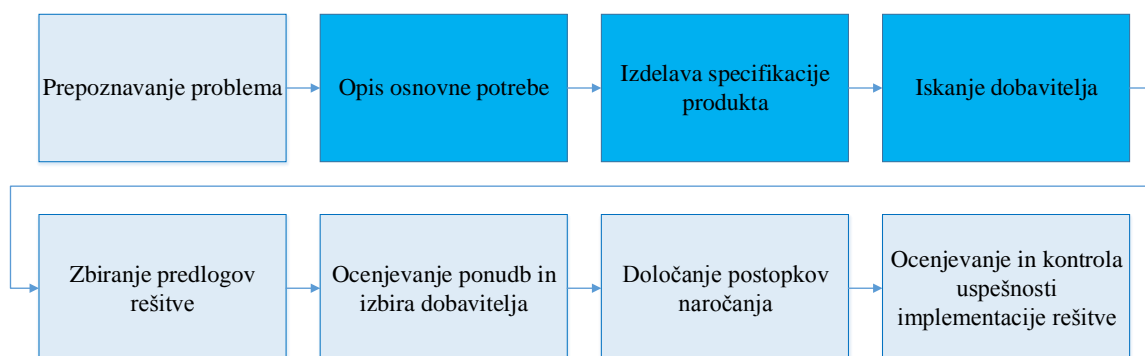 Prepoznavanje problema
Opis osnovne potrebe
Izdelava specifikacije
produkta
Iskanje dobavitelja
Zbiranje predlogov
rešitve
Ocenjevanje ponudb in
izbira dobavitelja
Določanje postopkov
naročanja
Ocenjevanje in kontrola
uspešnosti
implementacije rešitve